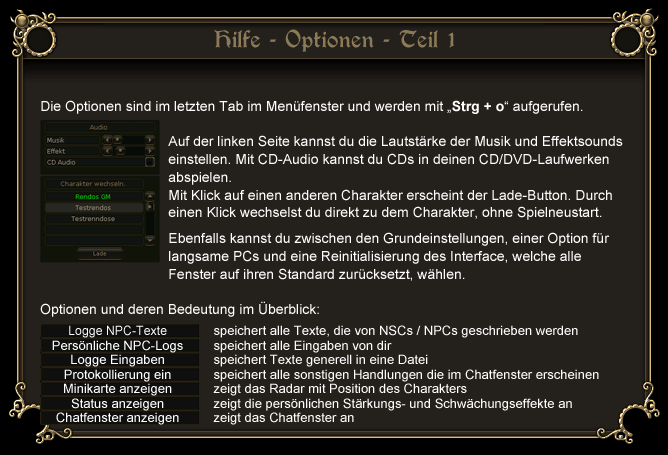 Hilfe - Optionen - Teil 1
Die Optionen sind im letzten Tab im Menüfenster und werden mit „Strg + o“ aufgerufen.
Audio
Musik
Effekt
CD Audio
Charakter wechseln.
Rendos GM
Testrendos
Testrenndose
Lade
Auf der linken Seite kannst du die Lautstärke der Musik und Effektsounds
einstellen. Mit CD-Audio kannst du CDs in deinen CD/DVD-Laufwerken
abspielen.
Mit Klick auf einen anderen Charakter erscheint der Lade-Button. Durch
einen Klick wechselst du direkt zu dem Charakter, ohne Spielneustart.
Ebenfalls kannst du zwischen den Grundeinstellungen, einer Option für
langsame PCs und eine Reinitialisierung des Interface, welche alle
Fenster auf ihren Standard zurücksetzt, wählen.
Optionen und deren Bedeutung im Überblick:
Logge NPC-Texte speichert alle Texte, die von NSCs / NPCs geschrieben werden
Persönliche NPC-Logs speichert alle Eingaben von dir
Logge Eingaben speichert Texte generell in eine Datei
Protokollierung ein speichert alle sonstigen Handlungen die im Chatfenster erscheinen
Minikarte anzeigen zeigt das Radar mit Position des Charakters
Status anzeigen zeigt die persönlichen Stärkungs- und Schwächungseffekte an
Chatfenster anzeigen zeigt das Chatfenster an